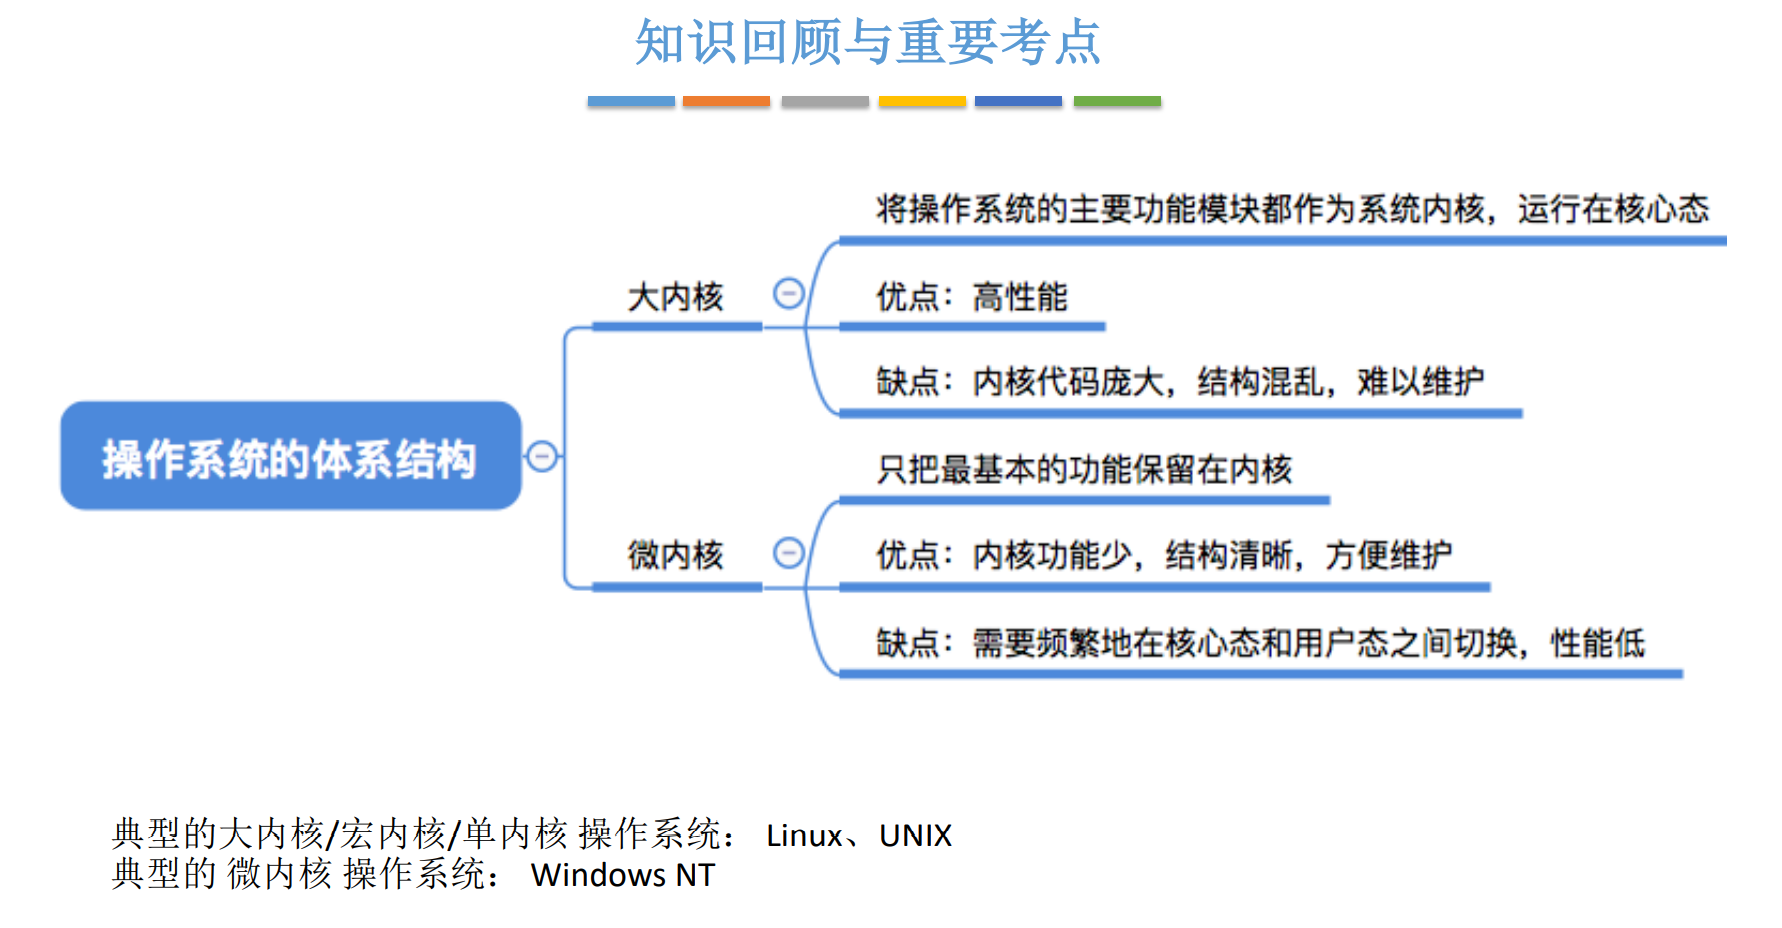 知识回顾与重要考点
将操作系统的主要功能模块都作为系统内核，运行在核心态
大内核
优点：高性能
缺点：内核代码庞大，结构混乱，难以维护
操作系统的体系结构
只把最基本的功能保留在内核
微内核
优点：内核功能少，结构清晰，方便维护
缺点：需要频繁地在核心态和用户态之间切换，性能低
典型的大内核/宏内核/单内核 操作系统： Linux、UNIX
典型的 微内核 操作系统： Windows NT